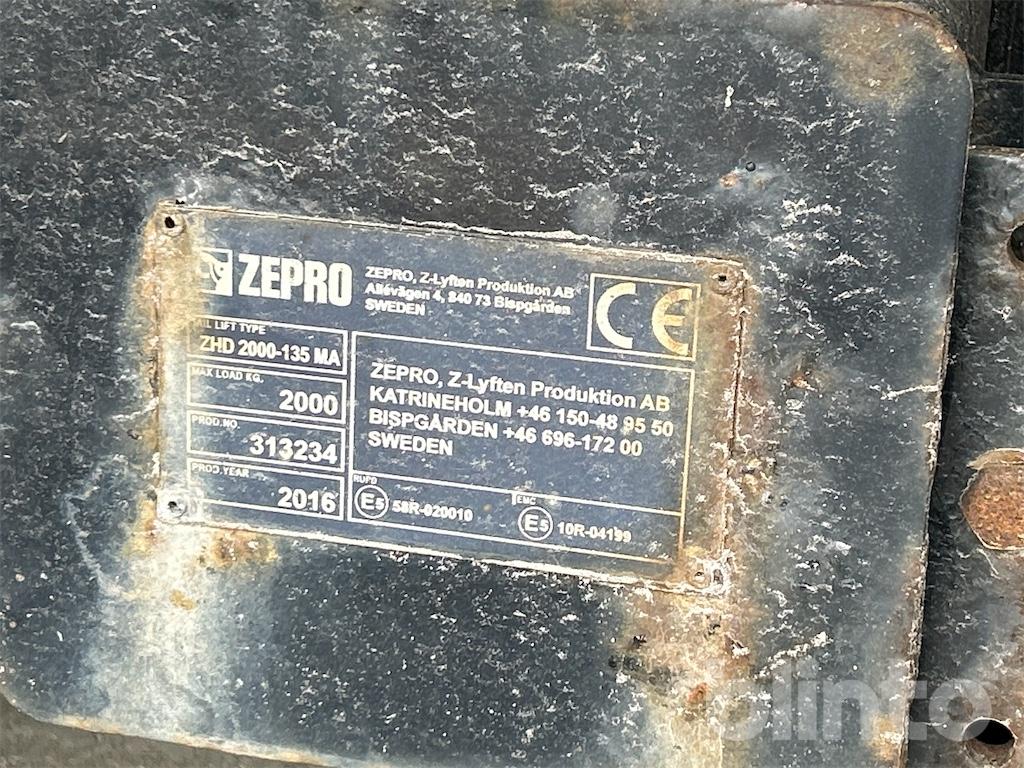 ZEPRO
ZEPRO, Z-Lyften Produktion AB
Allévägen 4, 840 73 Bispgården
SWEDEN
CE
LIFT TYPE
ZHD 2000-135 MA
MAX LOAD KG.
2000
PROD.NO.
313234
PROD.YEAR
2016
ZEPRO, Z-Lyften Produktion AB
KATRINEHOLM +46 150-48 95 50
BISPGÅRDEN +46 696-172 00
SWEDEN
RUPD
E5 58R-020010
EMC
E5 10R-04199
blinto